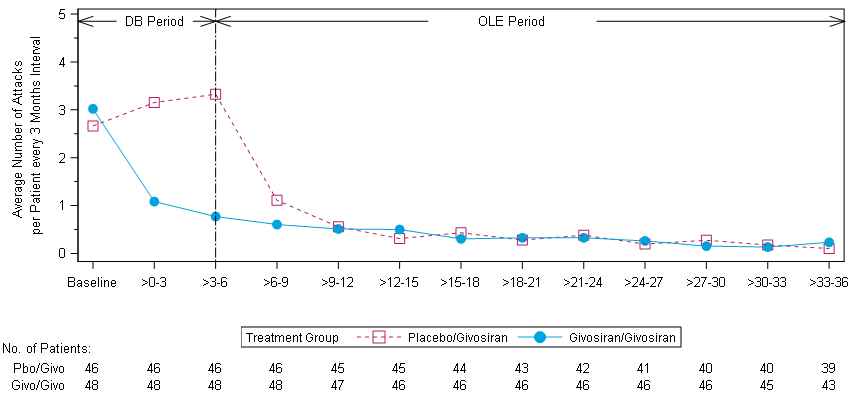 DB Period OLE Period
5
4
3
2
1
0
Average Number of Attacks
per Patient every 3 Months Interval
Baseline >0-3 >3-6 >6-9 >9-12 >12-15 >15-18 >18-21 >21-24 >24-27 >27-30 >30-33 >33-36
Treatment Group Placebo/Givosiran Givosiran/Givosiran
No. of Patients:
Pbo/Givo 46 46 46 46 45 45 44 43 42 41 40 40 39
Givo/Givo 48 48 48 48 47 46 46 46 46 46 46 45 43